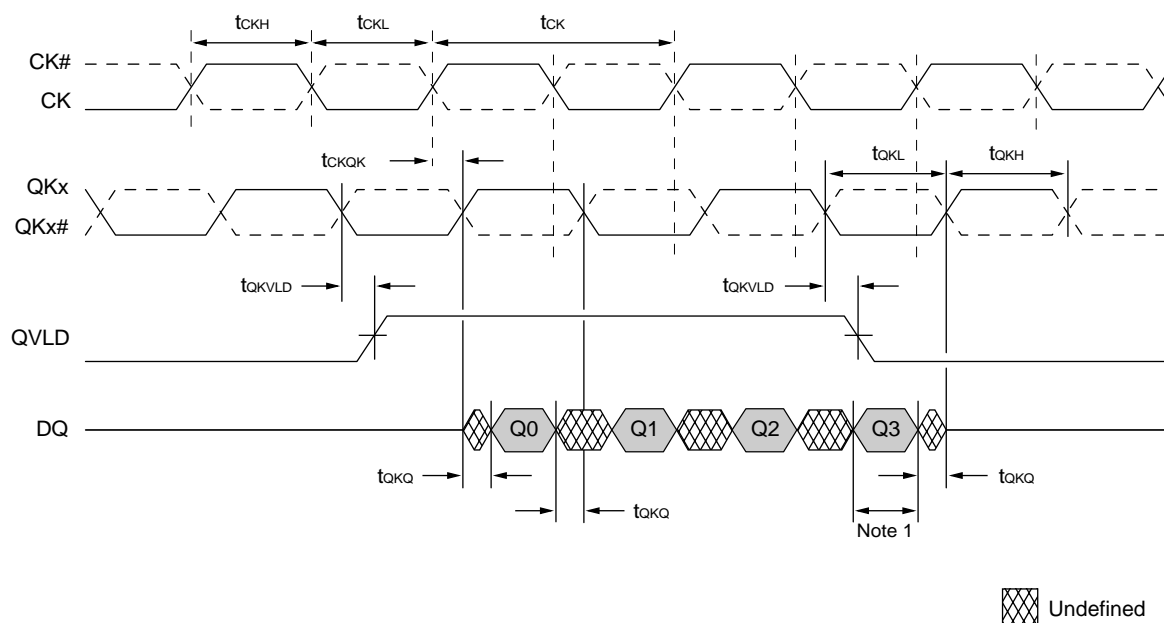 tCKH
tCKL
tCK
CK#
CK
tCKQK
tQKL
tQKH
QKx
QKx#
tQKVLD
tQKVLD
QVLD
DQ
Q0
Q1
Q2
Q3
tQKQ
tQKQ
tQKQ
Note 1
Undefined